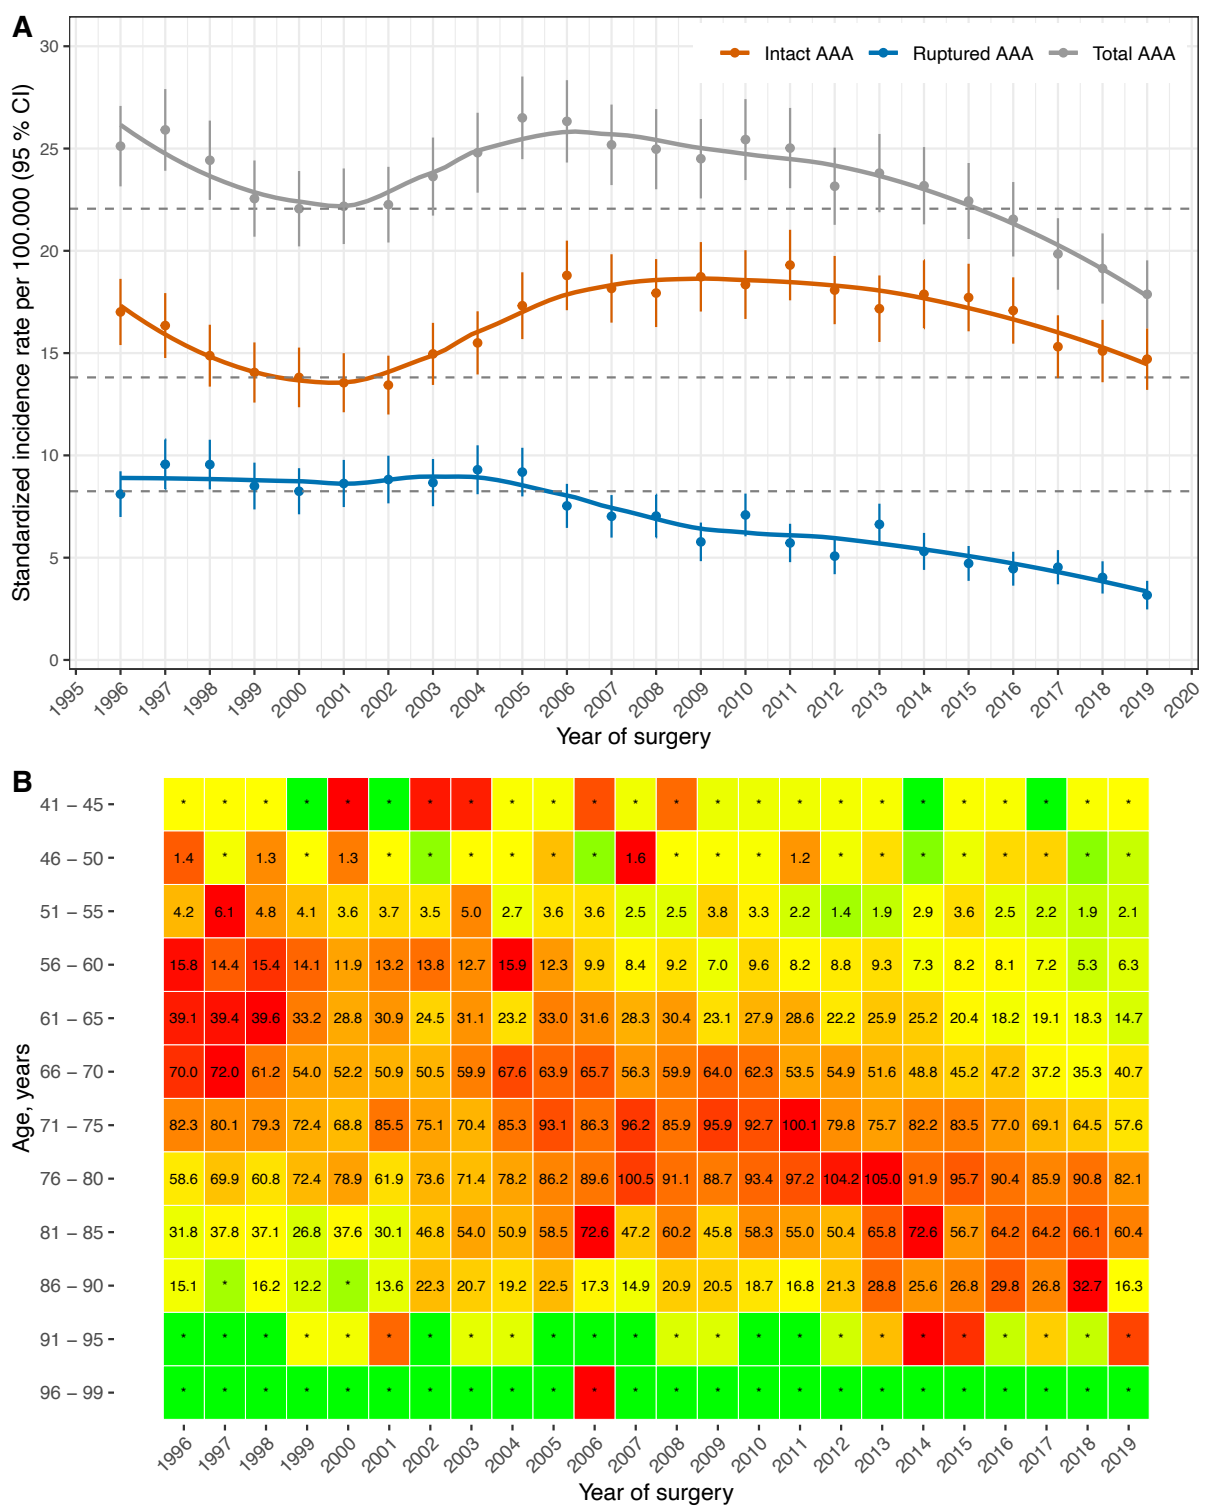 A
Standardized incidence rate per 100.000 (95 % CI)
Intact AAA Ruptured AAA Total AAA
30
25
20
15
10
5
0
1995 1996 1997 1998 1999 2000 2001 2002 2003 2004 2005 2006 2007 2008 2009 2010 2011 2012 2013 2014 2015 2016 2017 2018 2019 2020
Year of surgery
B
Age, years
41 – 45 * * * * * * * * * * * * * * * * * * * * * * * *
46 – 50 1.4 * 1.3 * 1.3 * * * * * * 1.6 * * * 1.2 * * * * * * * *
51 – 55 4.2 6.1 4.8 4.1 3.6 3.7 3.5 5.0 2.7 3.6 3.6 2.5 2.5 3.8 3.3 2.2 1.4 1.9 2.9 3.6 2.5 2.2 1.9 2.1
56 – 60 15.8 14.4 15.4 14.1 11.9 13.2 13.8 12.7 15.9 12.3 9.9 8.4 9.2 7.0 9.6 8.2 8.8 9.3 7.3 8.2 8.1 7.2 5.3 6.3
61 – 65 39.1 39.4 39.6 33.2 28.8 30.9 24.5 31.1 23.2 33.0 31.6 28.3 30.4 23.1 27.9 28.6 22.2 25.9 25.2 20.4 18.2 19.1 18.3 14.7
66 – 70 70.0 72.0 61.2 54.0 52.2 50.9 50.5 59.9 67.6 63.9 65.7 56.3 59.9 64.0 62.3 53.5 54.9 51.6 48.8 45.2 47.2 37.2 35.3 40.7
71 – 75 82.3 80.1 79.3 72.4 68.8 85.5 75.1 70.4 85.3 93.1 86.3 96.2 85.9 95.9 92.7 100.1 79.8 75.7 82.2 83.5 77.0 69.1 64.5 57.6
76 – 80 58.6 69.9 60.8 72.4 78.9 61.9 73.6 71.4 78.2 86.2 89.6 100.5 91.1 88.7 93.4 97.2 104.2 105.0 91.9 95.7 90.4 85.9 90.8 82.1
81 – 85 31.8 37.8 37.1 26.8 37.6 30.1 46.8 54.0 50.9 58.5 72.6 47.2 60.2 45.8 58.3 55.0 50.4 65.8 72.6 56.7 64.2 64.2 66.1 60.4
86 – 90 15.1 * 16.2 12.2 * 13.6 22.3 20.7 19.2 22.5 17.3 14.9 20.9 20.5 18.7 16.8 21.3 28.8 25.6 26.8 29.8 26.8 32.7 16.3
91 – 95 * * * * * * * * * * * * * * * * * * * * * * * *
96 – 99 * * * * * * * * * * * * * * * * * * * * * * * *
1996 1997 1998 1999 2000 2001 2002 2003 2004 2005 2006 2007 2008 2009 2010 2011 2012 2013 2014 2015 2016 2017 2018 2019
Year of surgery